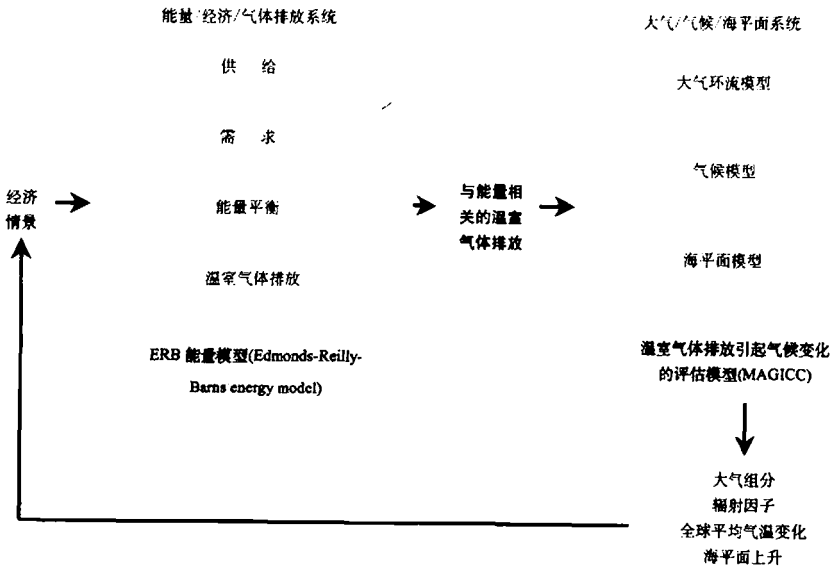 能量/经济/气体排放系统
供 给
需 求
能量平衡
温室气体排放
ERB 能量模型(Edmonds-Reilly-
Barns energy model)
经济
情景
与能量相
关的温室
气体排放
大气/气候/海平面系统
大气环流模型
气候模型
海平面模型
温室气体排放引起气候变化
的评估模型(MAGICC)
大气组分
辐射因子
全球平均气温变化
海平面上升